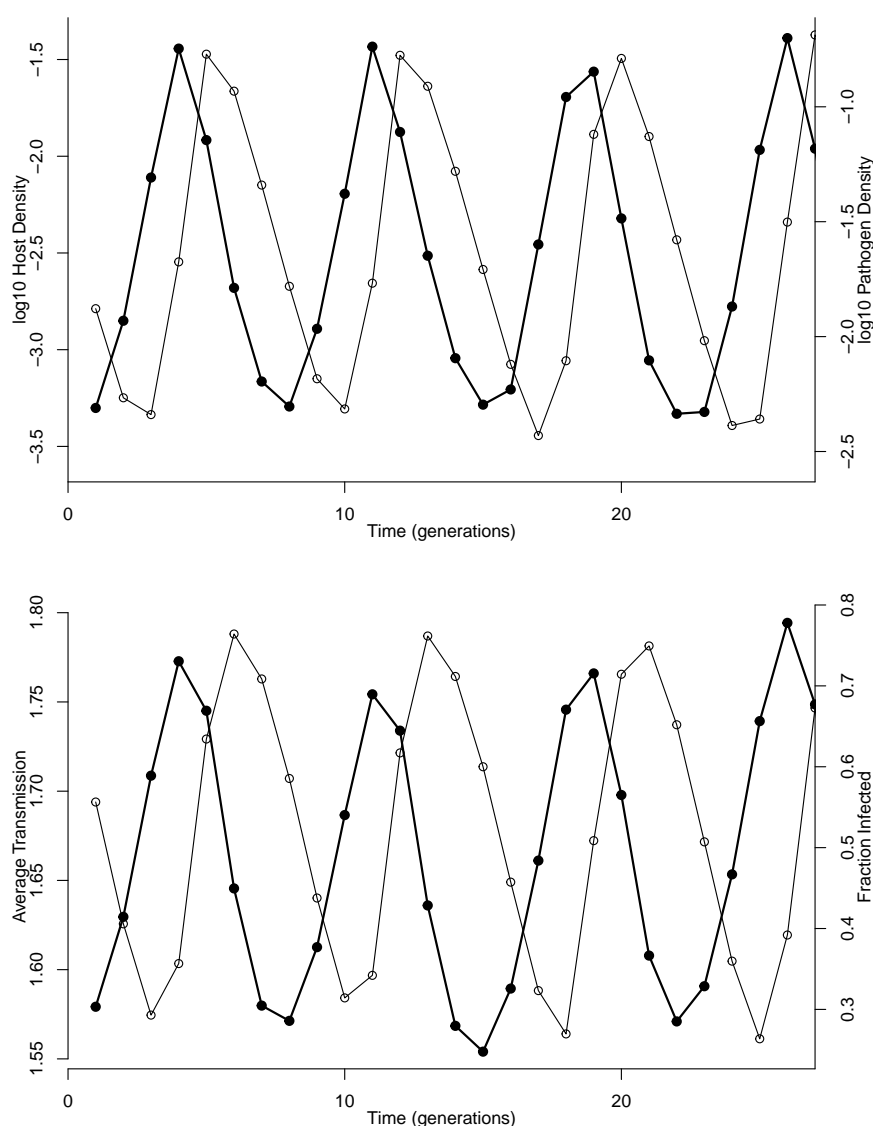 log10 Host Density
−1.5
−2.0
−2.5
−3.0
−3.5
log10 Pathogen Density
−1.0
−1.5
−2.0
−2.5
0 10 20
Time (generations)
Average Transmission
1.80
1.75
1.70
1.65
1.60
1.55
Fraction Infected
0.8
0.7
0.6
0.5
0.4
0.3
0 10 20
Time (generations)